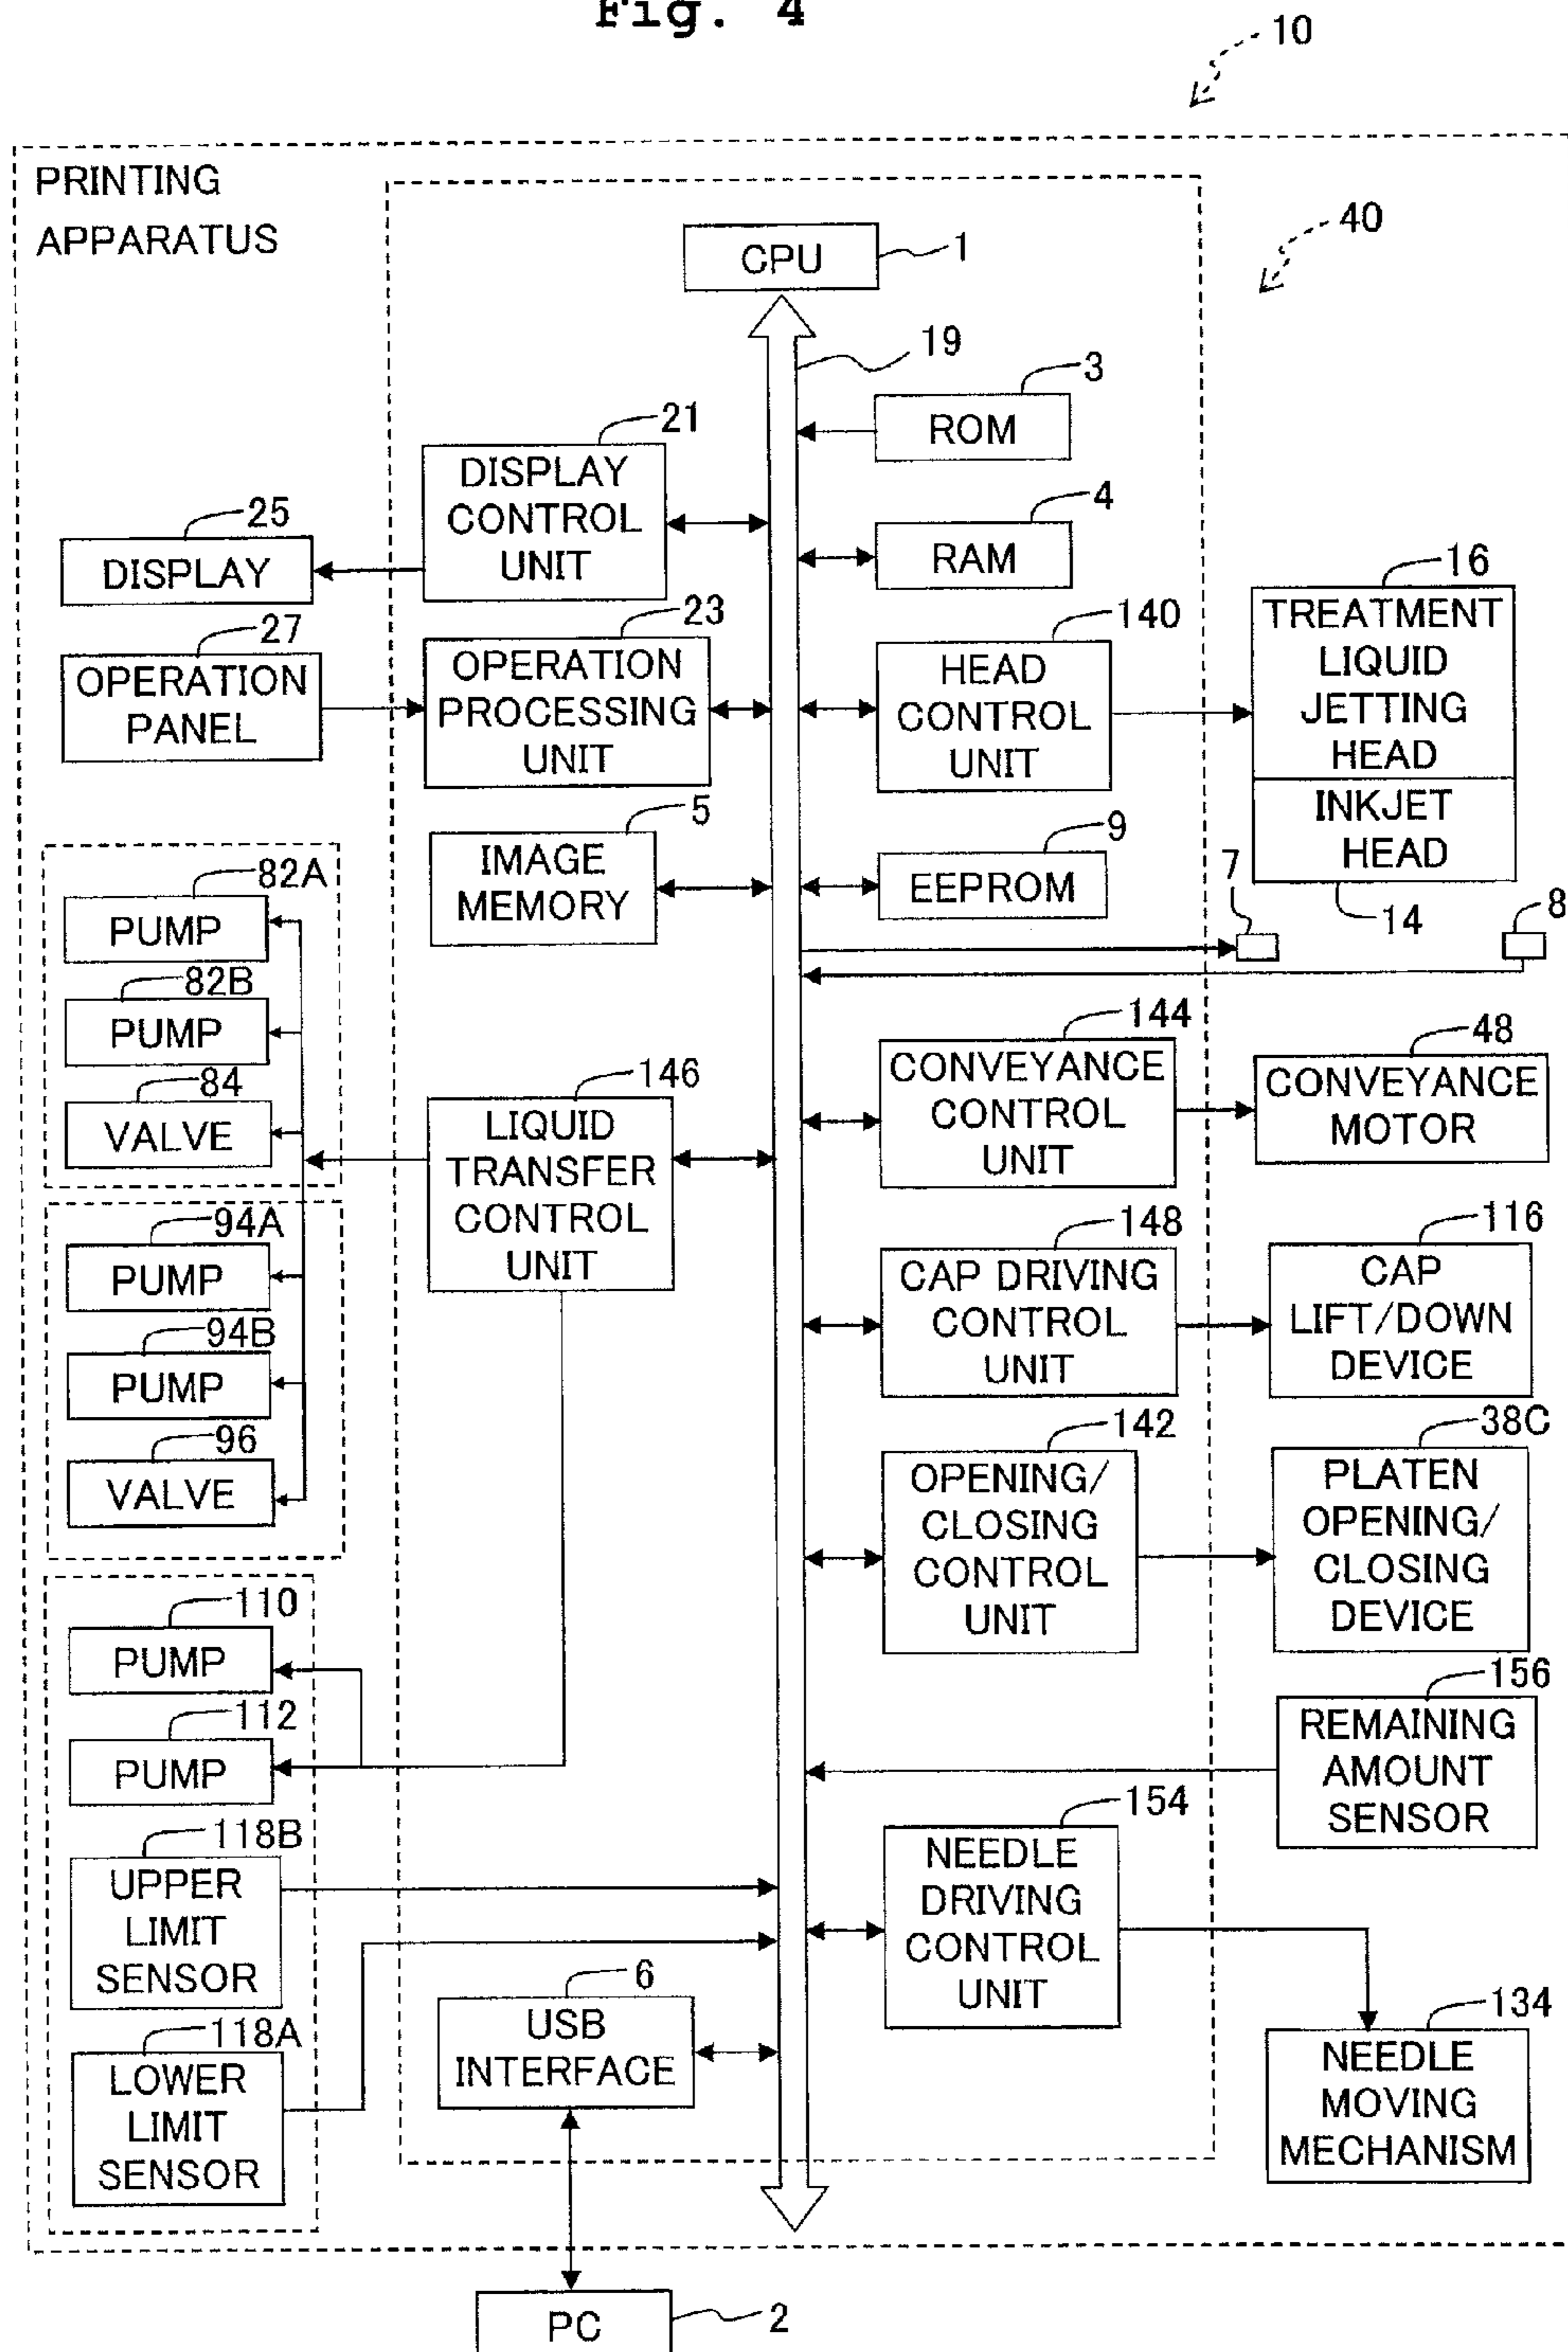 Fig. 4
10
PRINTING
APPARATUS
40
CPU
1
19
3
ROM
21
DISPLAY
CONTROL
UNIT
4
RAM
25
DISPLAY
16
TREATMENT
LIQUID
JETTING
HEAD
INKJET
HEAD
14
27
OPERATION
PANEL
23
OPERATION
PROCESSING
UNIT
140
HEAD
CONTROL
UNIT
5
IMAGE
MEMORY
9
EEPROM
7
8
82A
PUMP
82B
PUMP
84
VALVE
146
LIQUID
TRANSFER
CONTROL
UNIT
144
CONVEYANCE
CONTROL
UNIT
48
CONVEYANCE
MOTOR
94A
PUMP
94B
PUMP
96
VALVE
148
CAP DRIVING
CONTROL
UNIT
116
CAP
LIFT/DOWN
DEVICE
142
OPENING/
CLOSING
CONTROL
UNIT
38C
PLATEN
OPENING/
CLOSING
DEVICE
110
PUMP
112
PUMP
156
REMAINING
AMOUNT
SENSOR
118B
UPPER
LIMIT
SENSOR
154
NEEDLE
DRIVING
CONTROL
UNIT
118A
LOWER
LIMIT
SENSOR
6
USB
INTERFACE
134
NEEDLE
MOVING
MECHANISM
PC
2